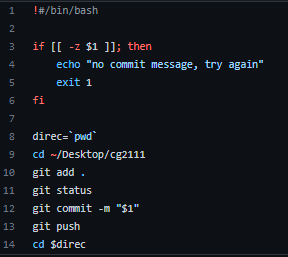 1 !#/bin/bash
2
3 if [[ -z $1 ]]; then
4 echo "no commit message, try again"
5 exit 1
6 fi
7
8 direc=`pwd`
9 cd ~/Desktop/cg2111
10 git add .
11 git status
12 git commit -m "$1"
13 git push
14 cd $direc